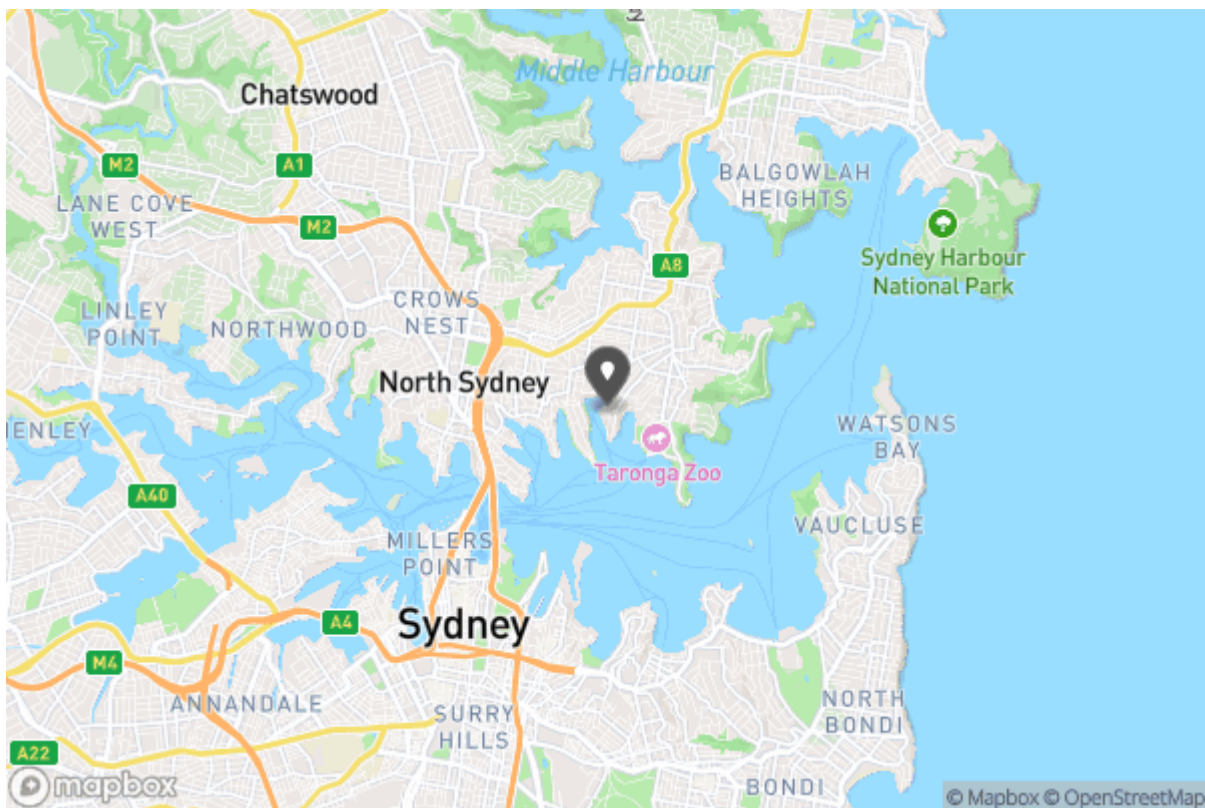 Middle Harbour
Chatswood
M2
A1
BALGOWLAH
HEIGHTS
LANE COVE
WEST
M2
Sydney Harbour
National Park
A8
CROWS
NEST
LINLEY
POINT
NORTHWOOD
North Sydney
WATSONS
BAY
HENLEY
Taronga Zoo
A40
VAUCLUSE
MILLERS
POINT
A4
Sydney
M4
ANNANDALE
SURRY
HILLS
NORTH
BONDI
A22
BONDI
mapbox
© Mapbox © OpenStreetMap